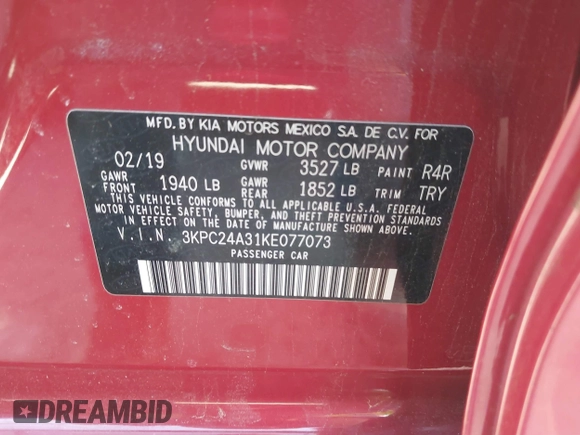 MFD. BY KIA MOTORS MEXICO S.A. DE C.V. FOR
HYUNDAI MOTOR COMPANY
02/19 GVWR 3527 LB PAINT R4R
GAWR FRONT 1940 LB GAWR REAR 1852 LB TRIM TRY
THIS VEHICLE CONFORMS TO ALL APPLICABLE U.S.A. FEDERAL
MOTOR VEHICLE SAFETY, BUMPER, AND THEFT PREVENTION STANDARDS
IN EFFECT ON THE DATE OF MANUFACTURE SHOWN ABOVE.
V.I.N. 3KPC24A31KE077073
PASSENGER CAR
DREAMBID